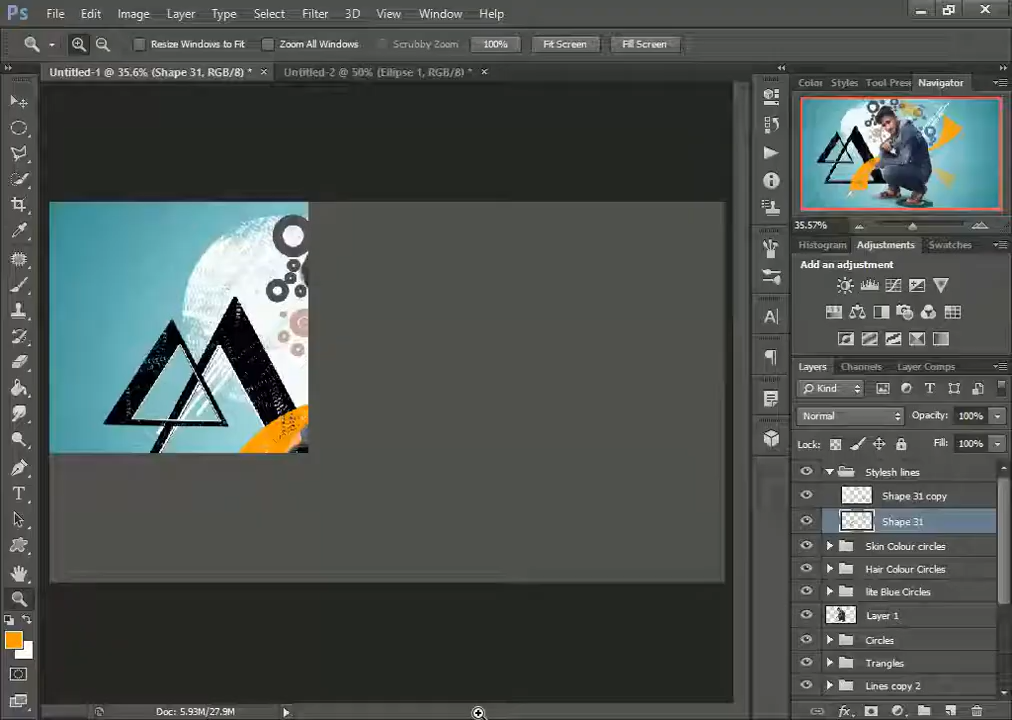 Ps File Edit Image Layer Type Select Filter 3D View Window Help
Resize Windows to Fit Zoom All Windows Scrubby Zoom 100% Fit Screen Fill Screen
Untitled-1 @ 35.6% (Shape 31, RGB/8) * Untitled-2 @ 50% (Ellipse 1, RGB/8) *
Color Styles Tool Pres Navigator
35.57%
Histogram Adjustments Swatches
Add an adjustment
Layers Channels Layer Comps
Kind
Normal Opacity: 100%
Lock: Fill: 100%
Stylesh lines
Shape 31 copy
Shape 31
Skin Colour circles
Hair Colour Circles
lite Blue Circles
Layer 1
Circles
Trangles
Lines copy 2
Doc: 5.93M/27.9M